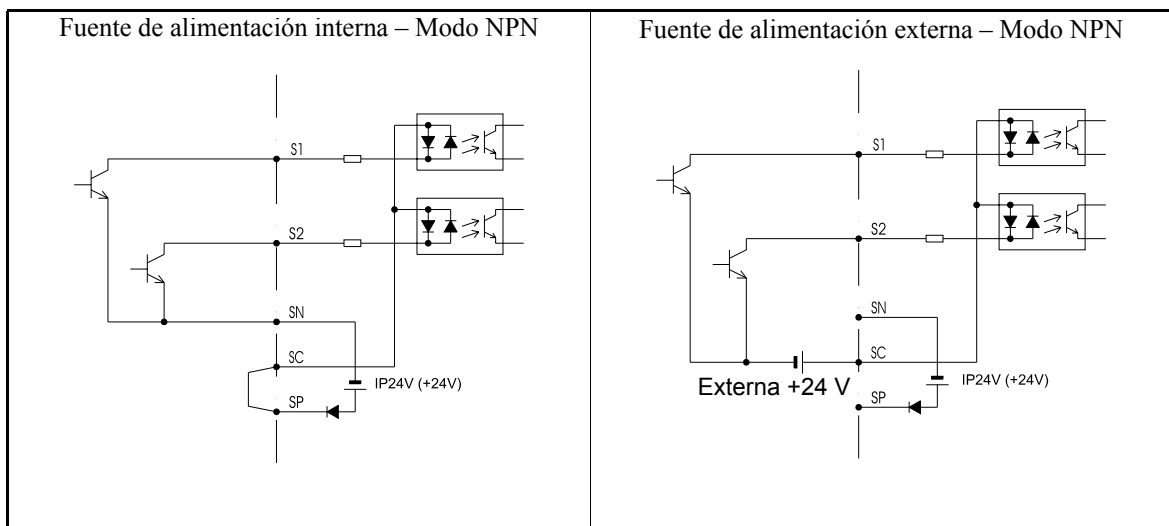 Fuente de alimentación interna – Modo NPN
S1
S2
SN
SC
IP24V (+24V)
SP
Fuente de alimentación externa – Modo NPN
S1
S2
SN
SC
Externa +24 V
IP24V (+24V)
SP